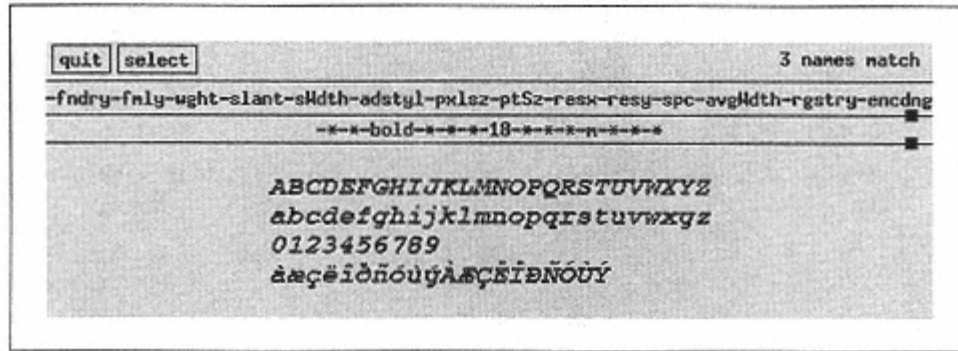 quit select 3 names match
-fndry-fmly-wght-slant-sWdth-adstyl-pxlsz-ptSz-resx-resy-spc-avgWdth-rgstry-encdng
-*-*-bold-*-*-*-18-*-*-*-m-*-*-*
ABCDEFGHIJKLMNOPQRSTUVWXYZ
abcdefghijklmnopqrstuvwxyz
0123456789
àæçëîðñóùýÀÆÇËÎÐÑÓÙÝ